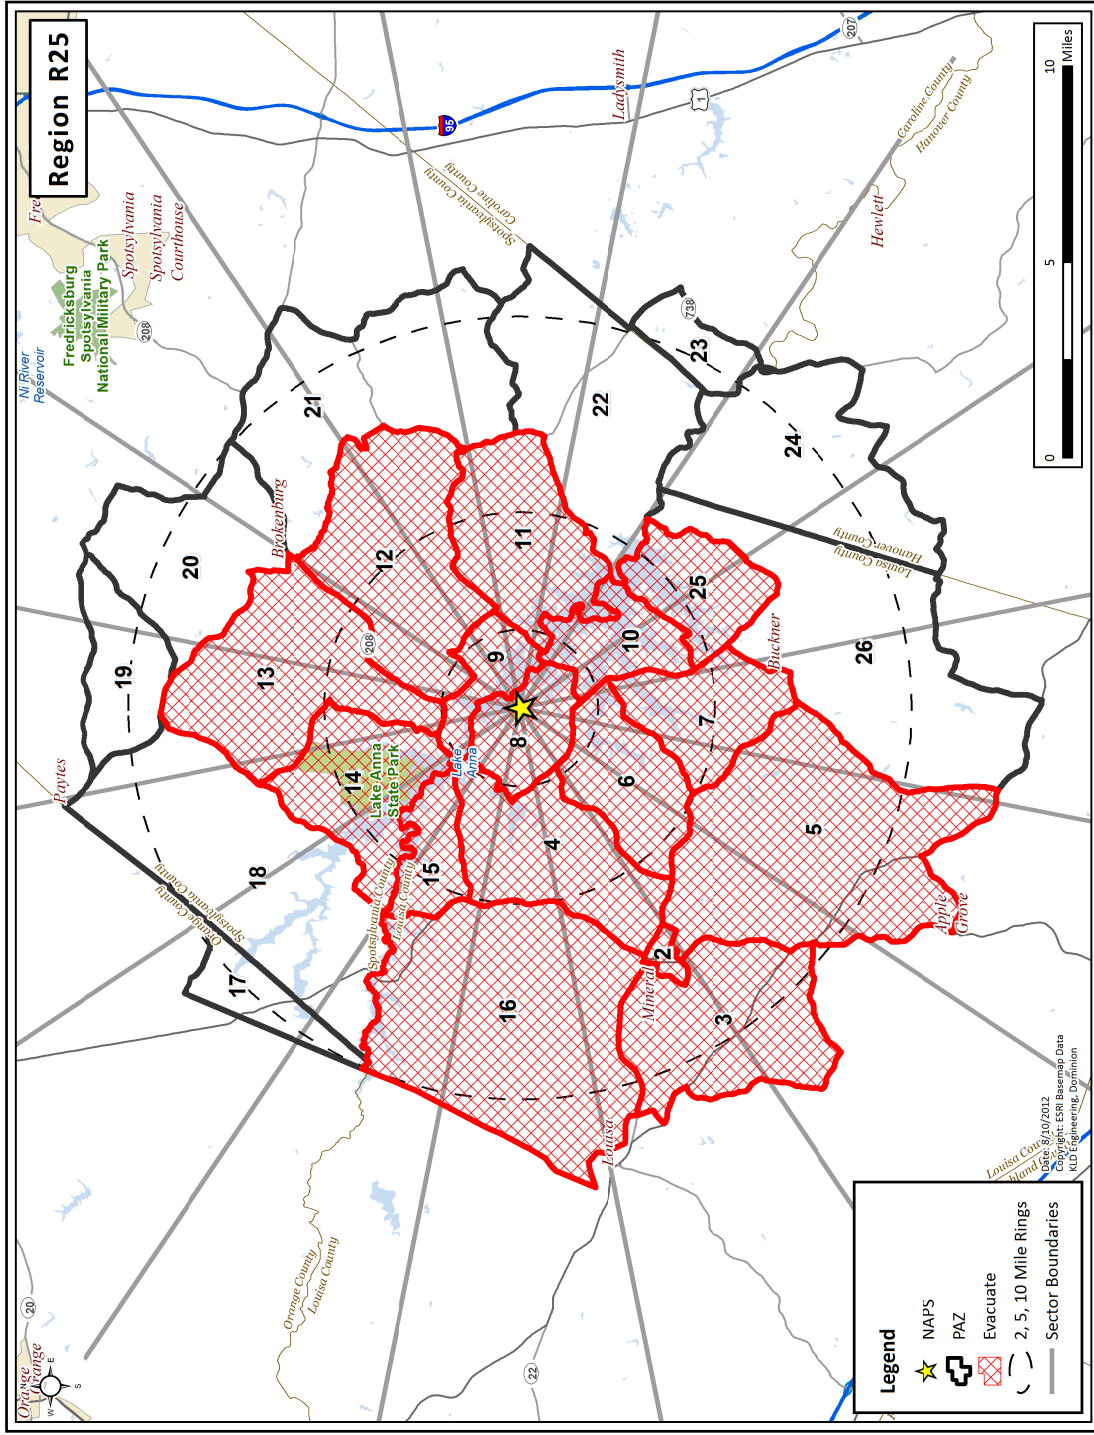 Region R25
Fredricksburg
Spotsylvania
National Military Park
Spotsylvania
Spotsylvania
Courthouse
Fre
Ni River
Reservoir
208
95
1
207
Ladysmith
Caroline County
Hanover County
Hewlett
Spotsylvania County
Caroline County
738
Brokenburg
208
Paytes
Orange County
Spotsylvania County
Spotsylvania County
Louisa County
Lake Anna
State Park
Lake
Anna
Buckner
Louisa County
Hanover County
Mineral
Apple
Grove
Louisa
Orange County
Louisa County
20
22
Orange
Orange
N
E
S
W
2
3
4
5
6
7
8
9
10
11
12
13
14
15
16
17
18
19
20
21
22
23
24
25
26
0
5
10
Miles
Louisa Cou
hland C
Date: 8/10/2012
Copyright: ESRI Basemap Data
KLD Engineering, Dominion
Legend
NAPS
PAZ
Evacuate
2, 5, 10 Mile Rings
Sector Boundaries